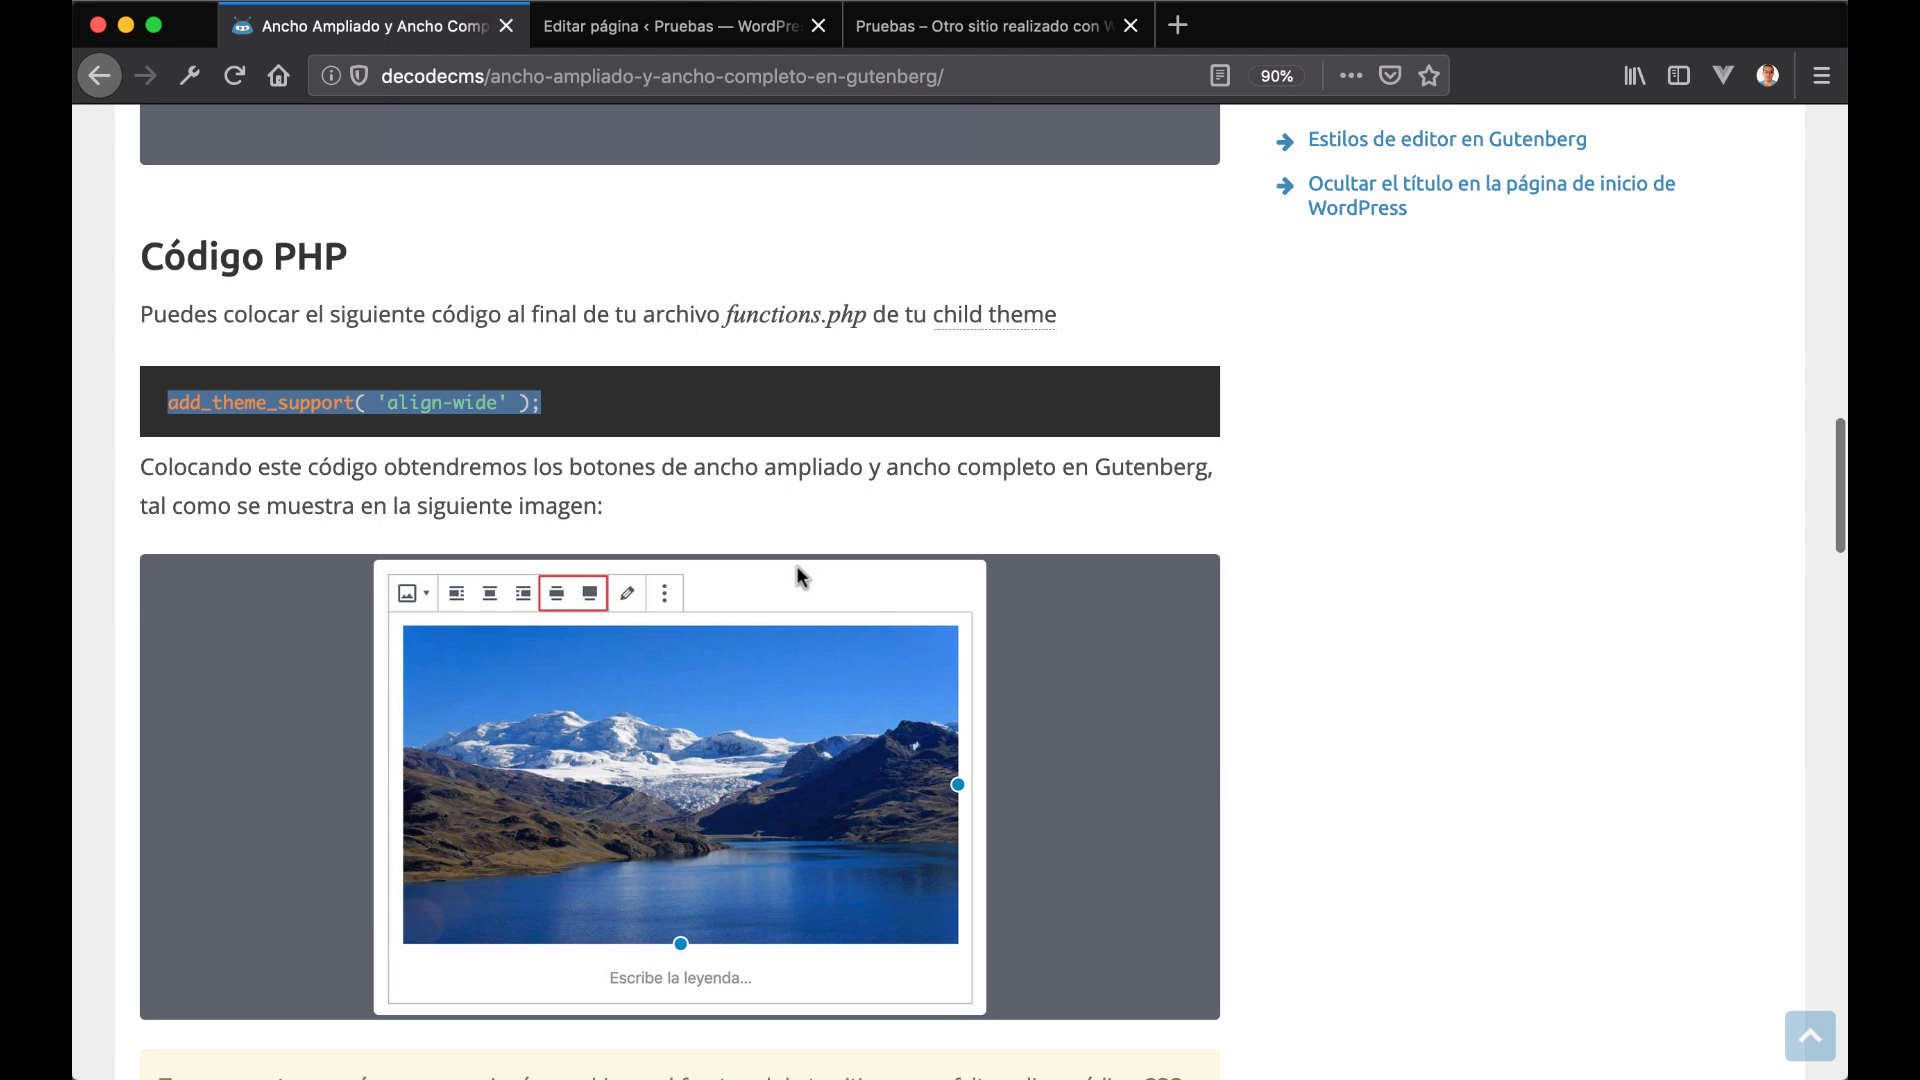 Ancho Ampliado y Ancho Comp
Editar página ‹ Pruebas — WordPre
Pruebas – Otro sitio realizado con W
decodecms/ancho-ampliado-y-ancho-completo-en-gutenberg/
90%
Estilos de editor en Gutenberg
Ocultar el título en la página de inicio de
WordPress
Código PHP
Puedes colocar el siguiente código al final de tu archivo functions.php de tu child theme
add_theme_support( 'align-wide' );
Colocando este código obtendremos los botones de ancho ampliado y ancho completo en Gutenberg,
tal como se muestra en la siguiente imagen:
Escribe la leyenda...